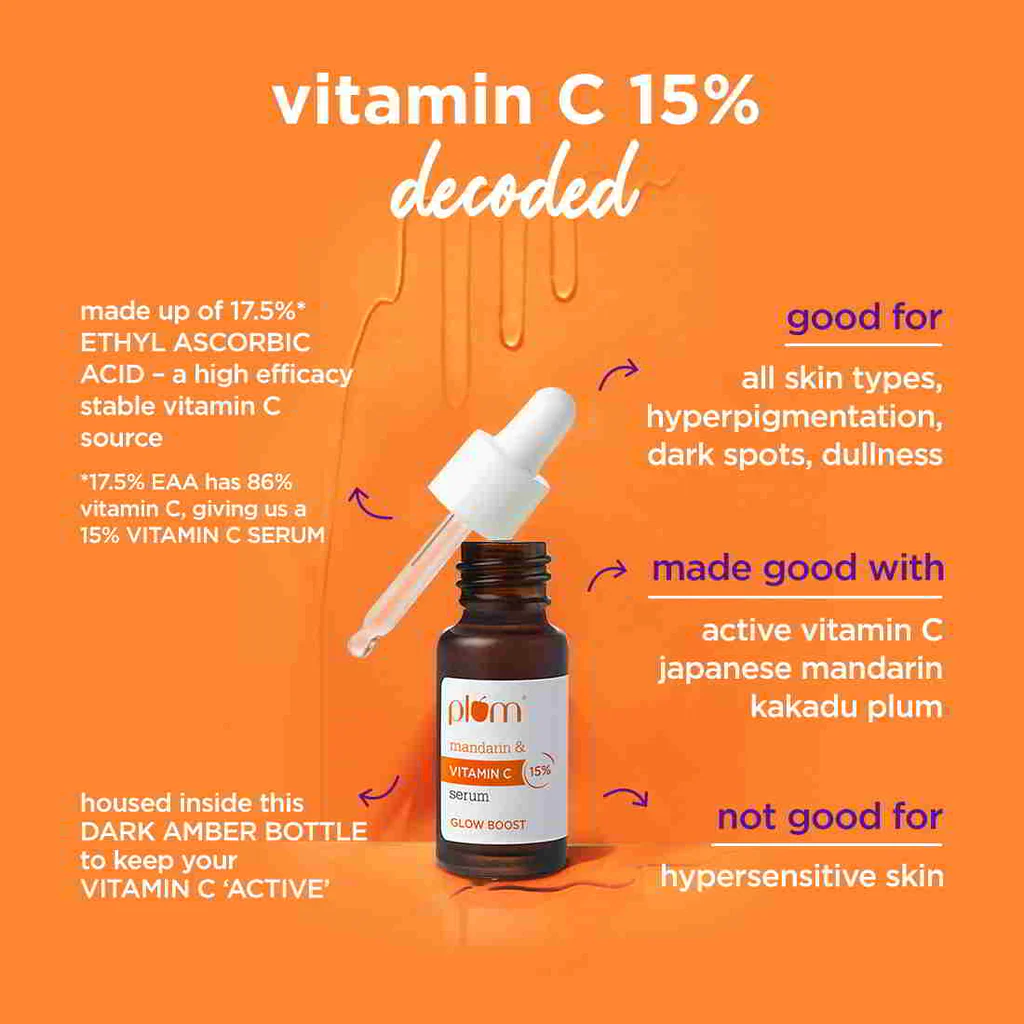 vitamin C 15%
decoded
made up of 17.5%*
ETHYL ASCORBIC
ACID – a high efficacy
stable vitamin C
source
*17.5% EAA has 86%
vitamin C, giving us a
15% VITAMIN C SERUM
housed inside this
DARK AMBER BOTTLE
to keep your
VITAMIN C ‘ACTIVE’
plum®
mandarin &
VITAMIN C 15%
serum
GLOW BOOST
good for
all skin types,
hyperpigmentation,
dark spots, dullness
made good with
active vitamin C
japanese mandarin
kakadu plum
not good for
hypersensitive skin